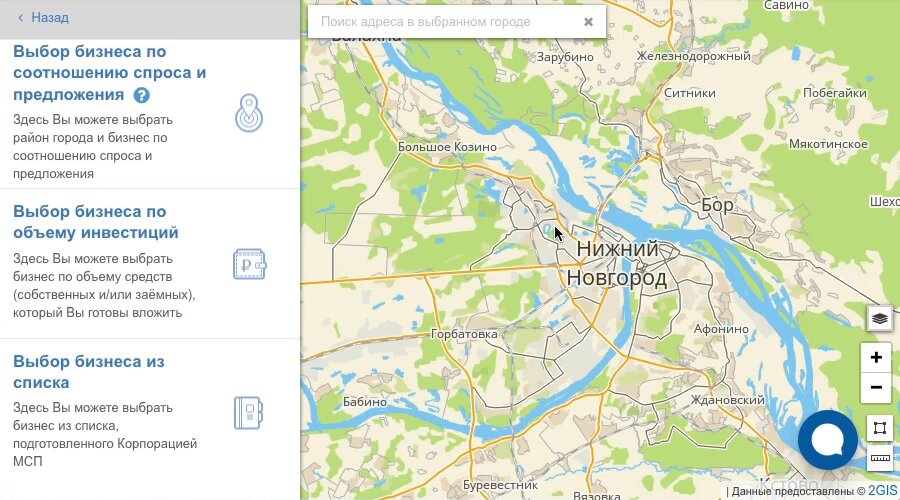 Назад
Поиск адреса в выбранном городе
Выбор бизнеса по
соотношению спроса и
предложения ?
Здесь Вы можете выбрать
район города и бизнес по
соотношению спроса и
предложения
Выбор бизнеса по
объему инвестиций
Здесь Вы можете выбрать
бизнес по объему средств
(собственных и/или заёмных),
который Вы готовы вложить
Выбор бизнеса из
списка
Здесь Вы можете выбрать
бизнес из списка,
подготовленного Корпорацией
МСП
Савино
Зарубино
Железнодорожный
Ситники
Побегайки
Мякотинское
Большое Козино
Бор
Шехо
Нижний
Новгород
Горбатовка
Афонино
Бабино
Ждановский
Буревестник
Вязовка
Кстово
| Данные предоставлены © 2GIS